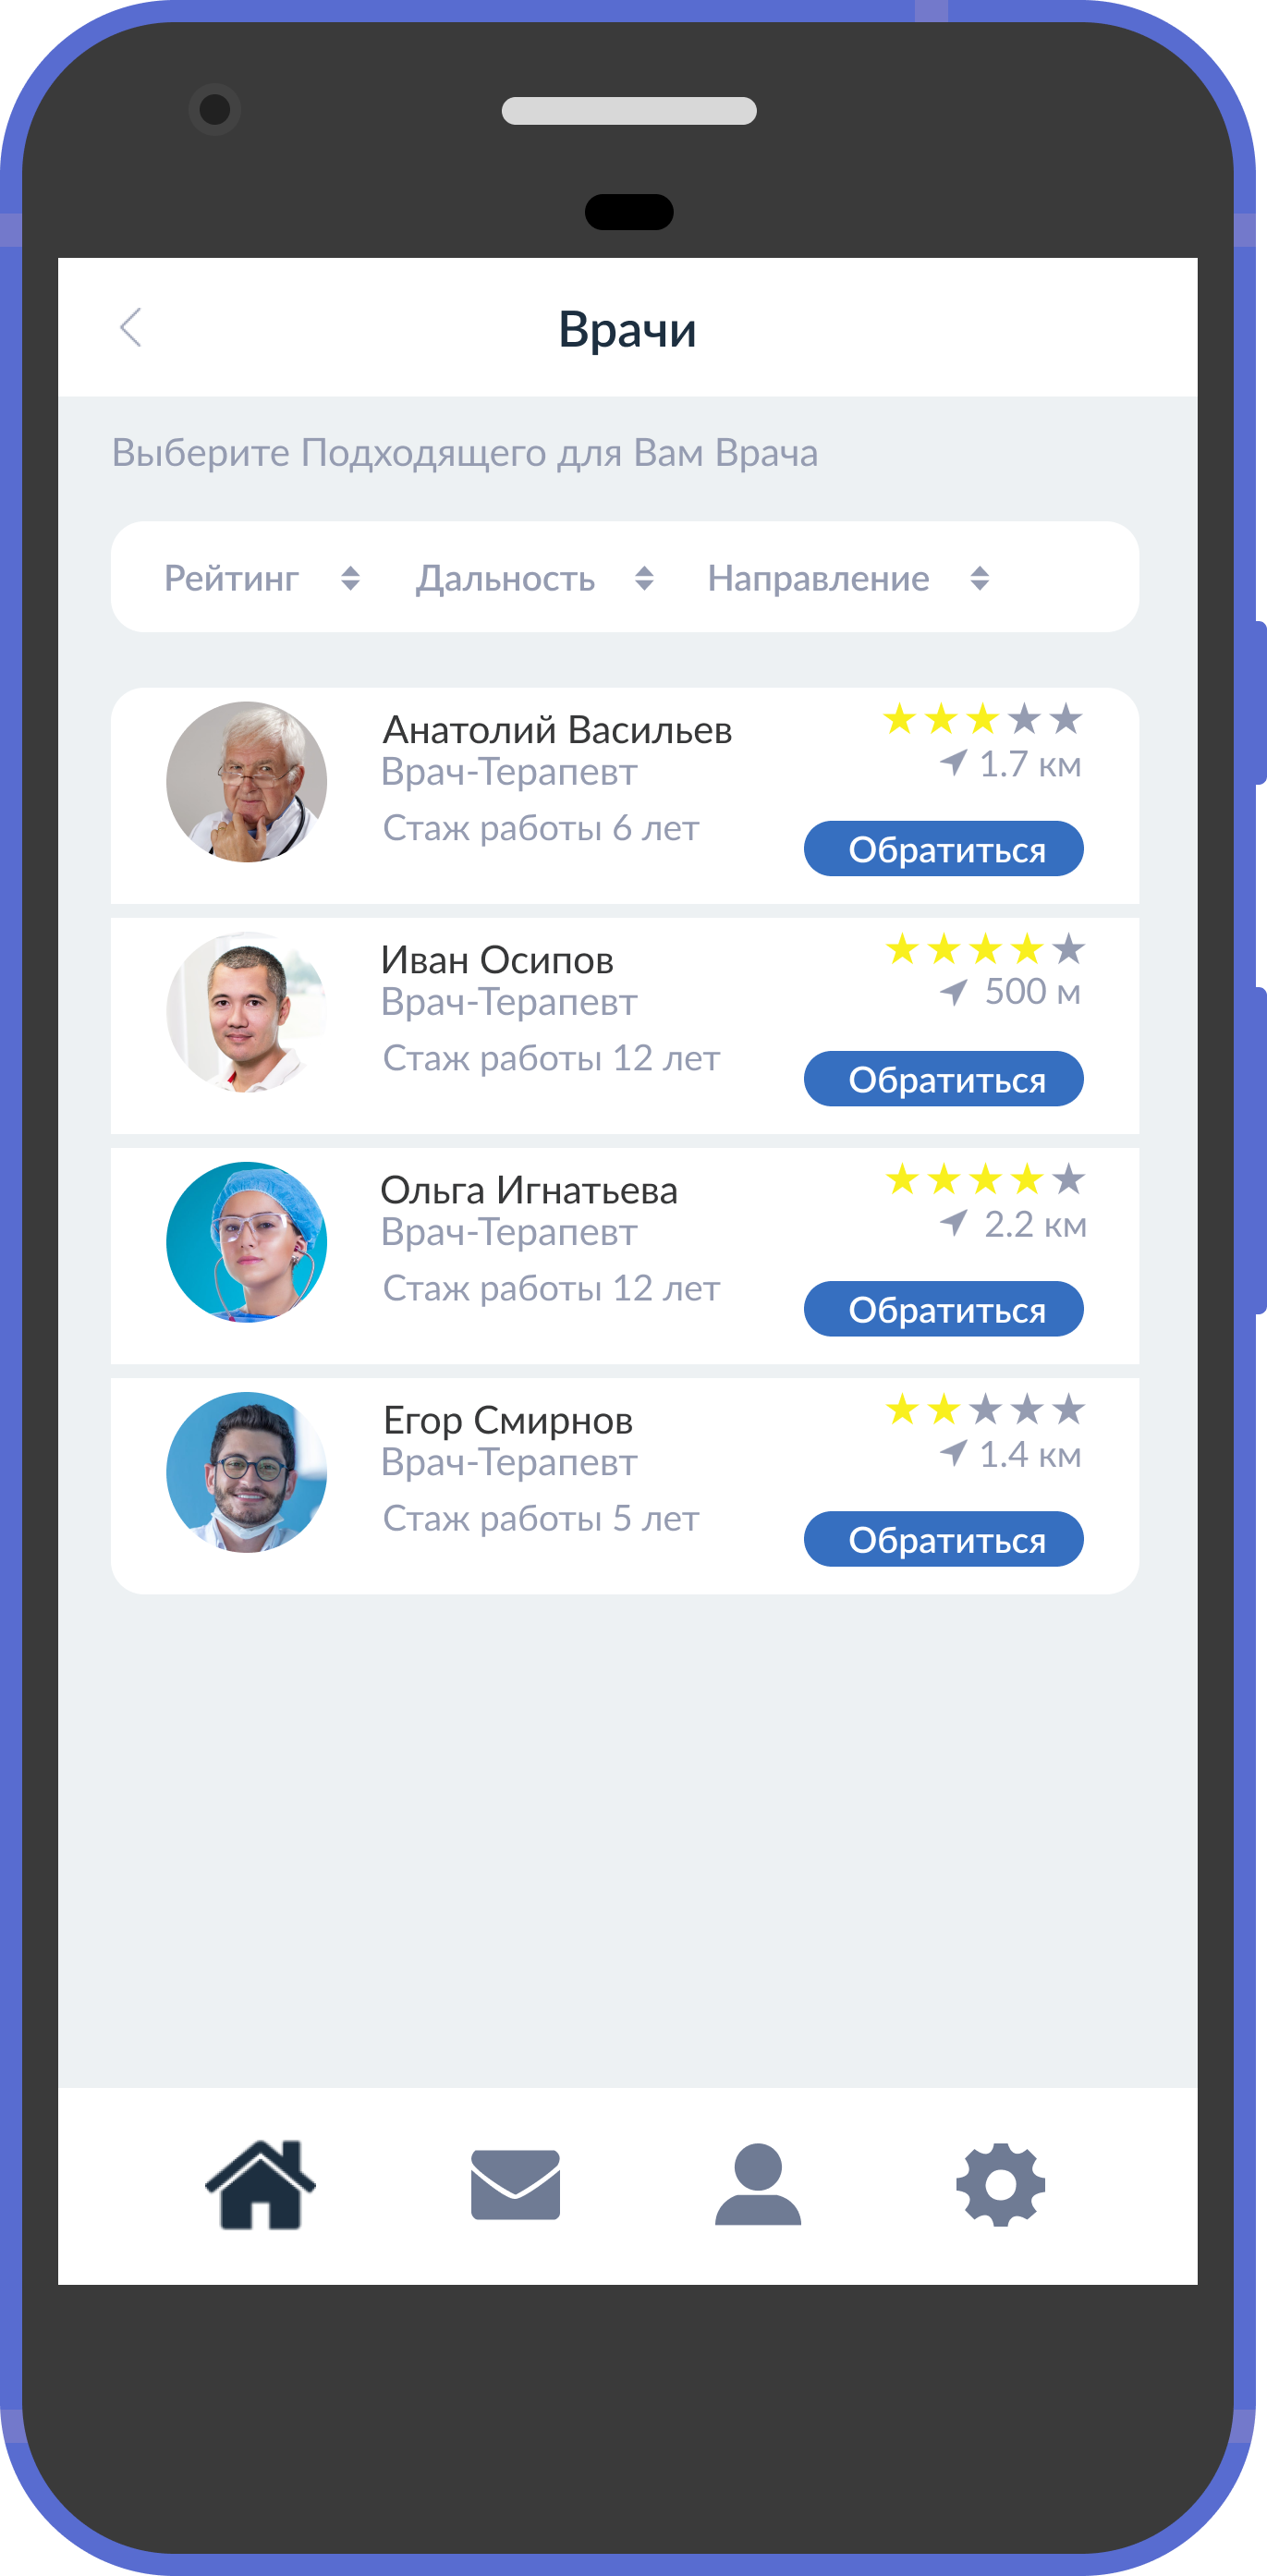 Врачи
Выберите Подходящего для Вам Врача
Рейтинг Дальность Направление
Анатолий Васильев
Врач-Терапевт
Стаж работы 6 лет
1.7 км
Обратиться
Иван Осипов
Врач-Терапевт
Стаж работы 12 лет
500 м
Обратиться
Ольга Игнатьева
Врач-Терапевт
Стаж работы 12 лет
2.2 км
Обратиться
Егор Смирнов
Врач-Терапевт
Стаж работы 5 лет
1.4 км
Обратиться